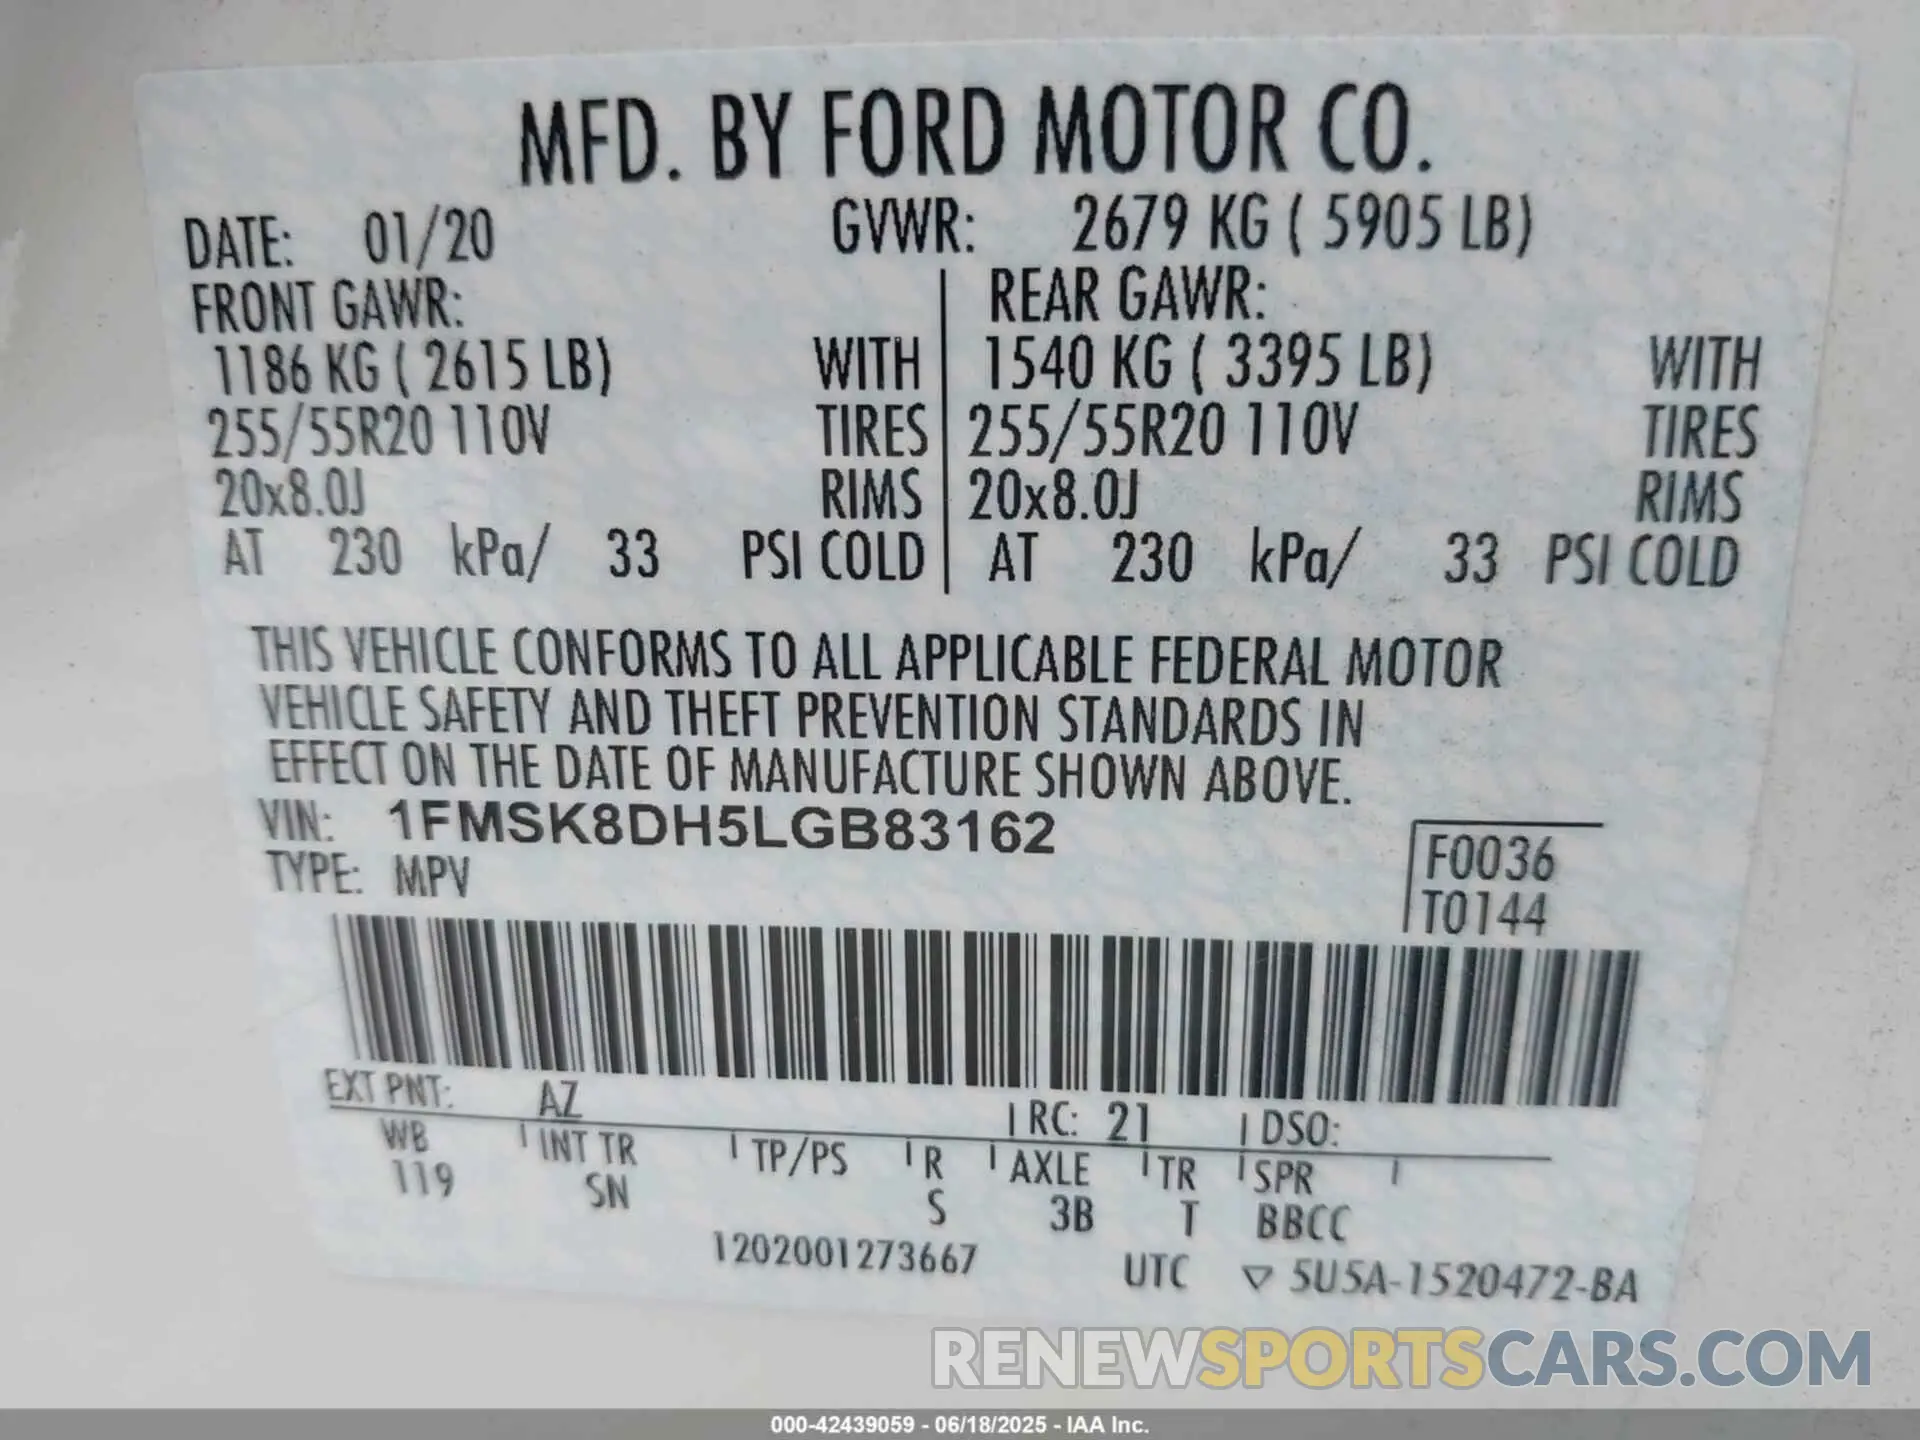 MFD. BY FORD MOTOR CO.
DATE: 01/20 GVWR: 2679 KG ( 5905 LB)
FRONT GAWR: REAR GAWR:
1186 KG ( 2615 LB) WITH 1540 KG ( 3395 LB) WITH
255/55R20 110V TIRES 255/55R20 110V TIRES
20x8.0J RIMS 20x8.0J RIMS
AT 230 kPa/ 33 PSI COLD AT 230 kPa/ 33 PSI COLD
THIS VEHICLE CONFORMS TO ALL APPLICABLE FEDERAL MOTOR
VEHICLE SAFETY AND THEFT PREVENTION STANDARDS IN
EFFECT ON THE DATE OF MANUFACTURE SHOWN ABOVE.
VIN: 1FMSK8DH5LGB83162
TYPE: MPV
F0036
T0144
EXT PNT: AZ RC: 21 DSO:
WB INT TR TP/PS R AXLE TR SPR
119 SN S 3B T BBCC
1202001273667 UTC ▽ 5U5A-1520472-BA
RENEWSPORTSCARS.COM
000-42439059 - 06/18/2025 - IAA Inc.